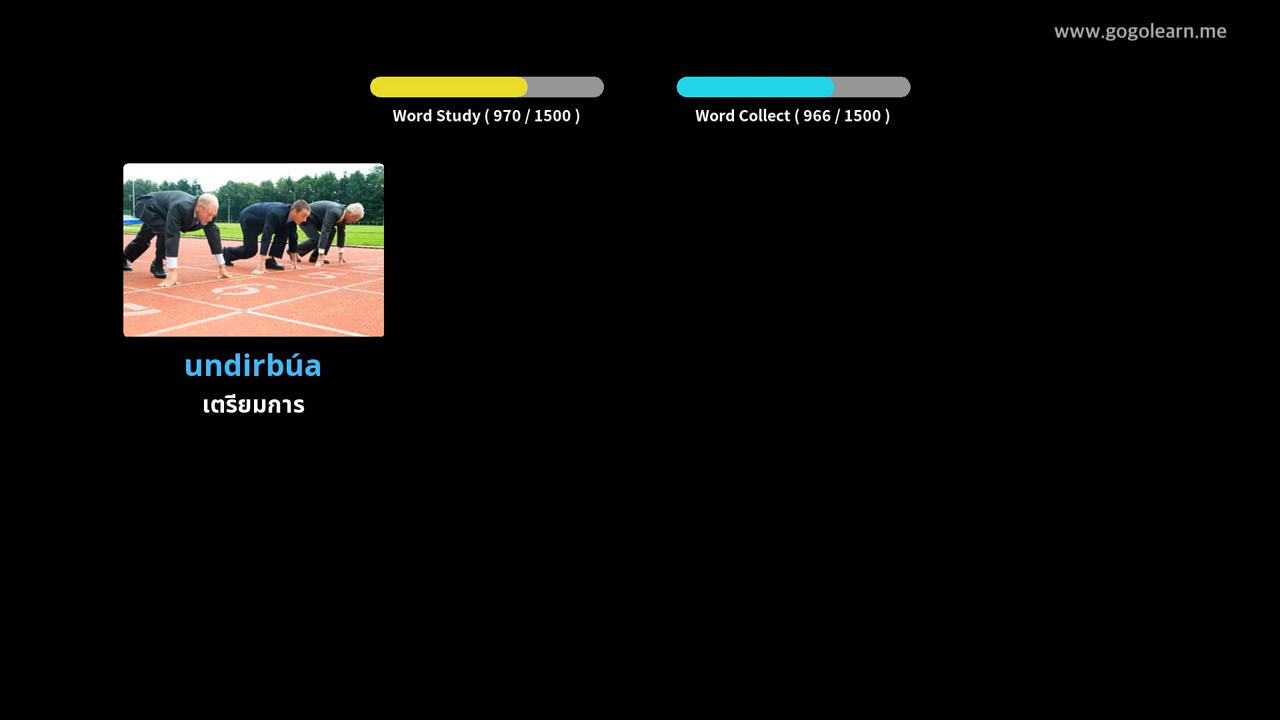 www.gogolearn.me
Word Study ( 970 / 1500 )
Word Collect ( 966 / 1500 )
undirbúa
เตรียมการ